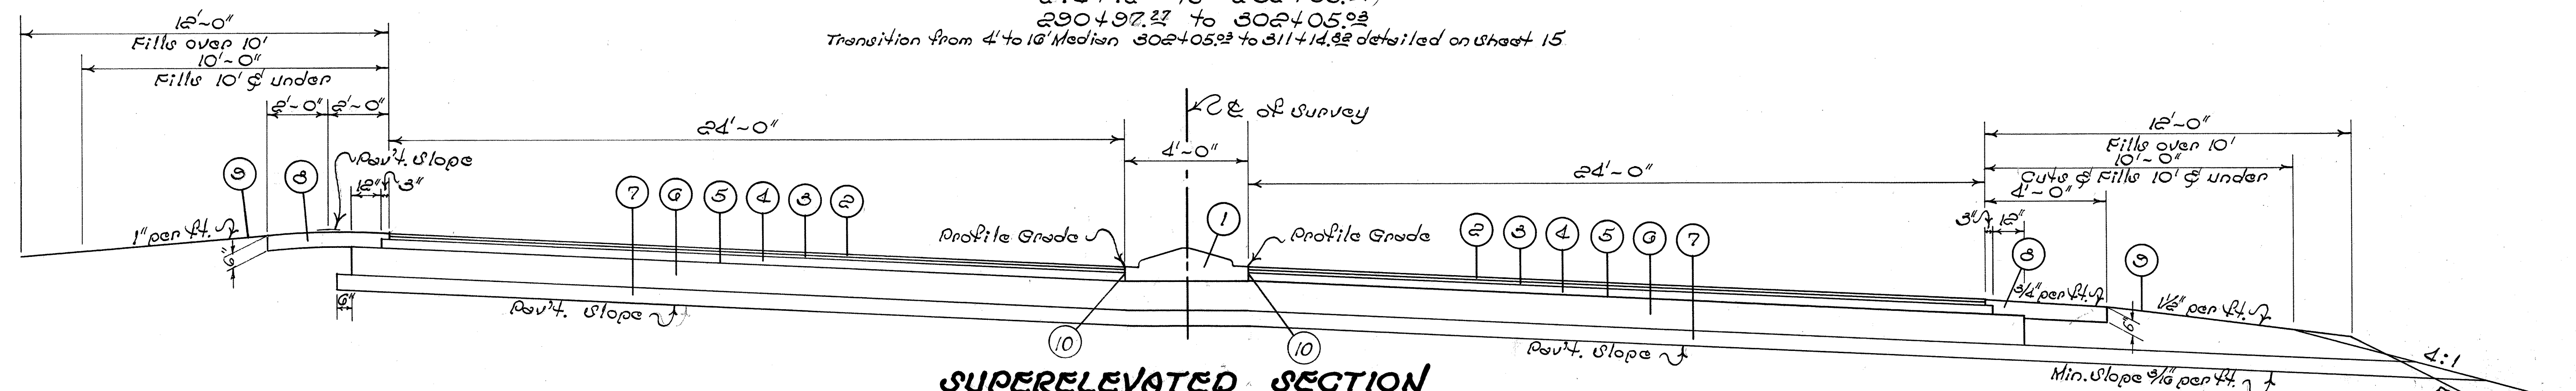 290+97.27 to 302+05.03
Transition from 4' to 16' Median 302+05.03 to 311+14.82 detailed on Sheet 15
12'~0"
Fills over 10'
10'~0"
Fills 10' & under
2'~0" 2'~0"
24'~0"
℄ of Survey
4'~0"
24'~0"
12'~0"
Fills over 10'
10'~0"
Cuts & Fills 10' & under
4'~0"
Pav't. Slope
12" 3"
3" 12"
9 8 7 6 5 4 3 2
1
2 3 4 5 6 7 8 9
1" per ft.
6"
Profile Grade
Profile Grade
3/4" per ft.
1½" per ft.
6"
6"
Pav't. Slope
10
10
Pav't. Slope
4:1
Min. Slope 3/16 per ft.
SUPERELEVATED SECTION